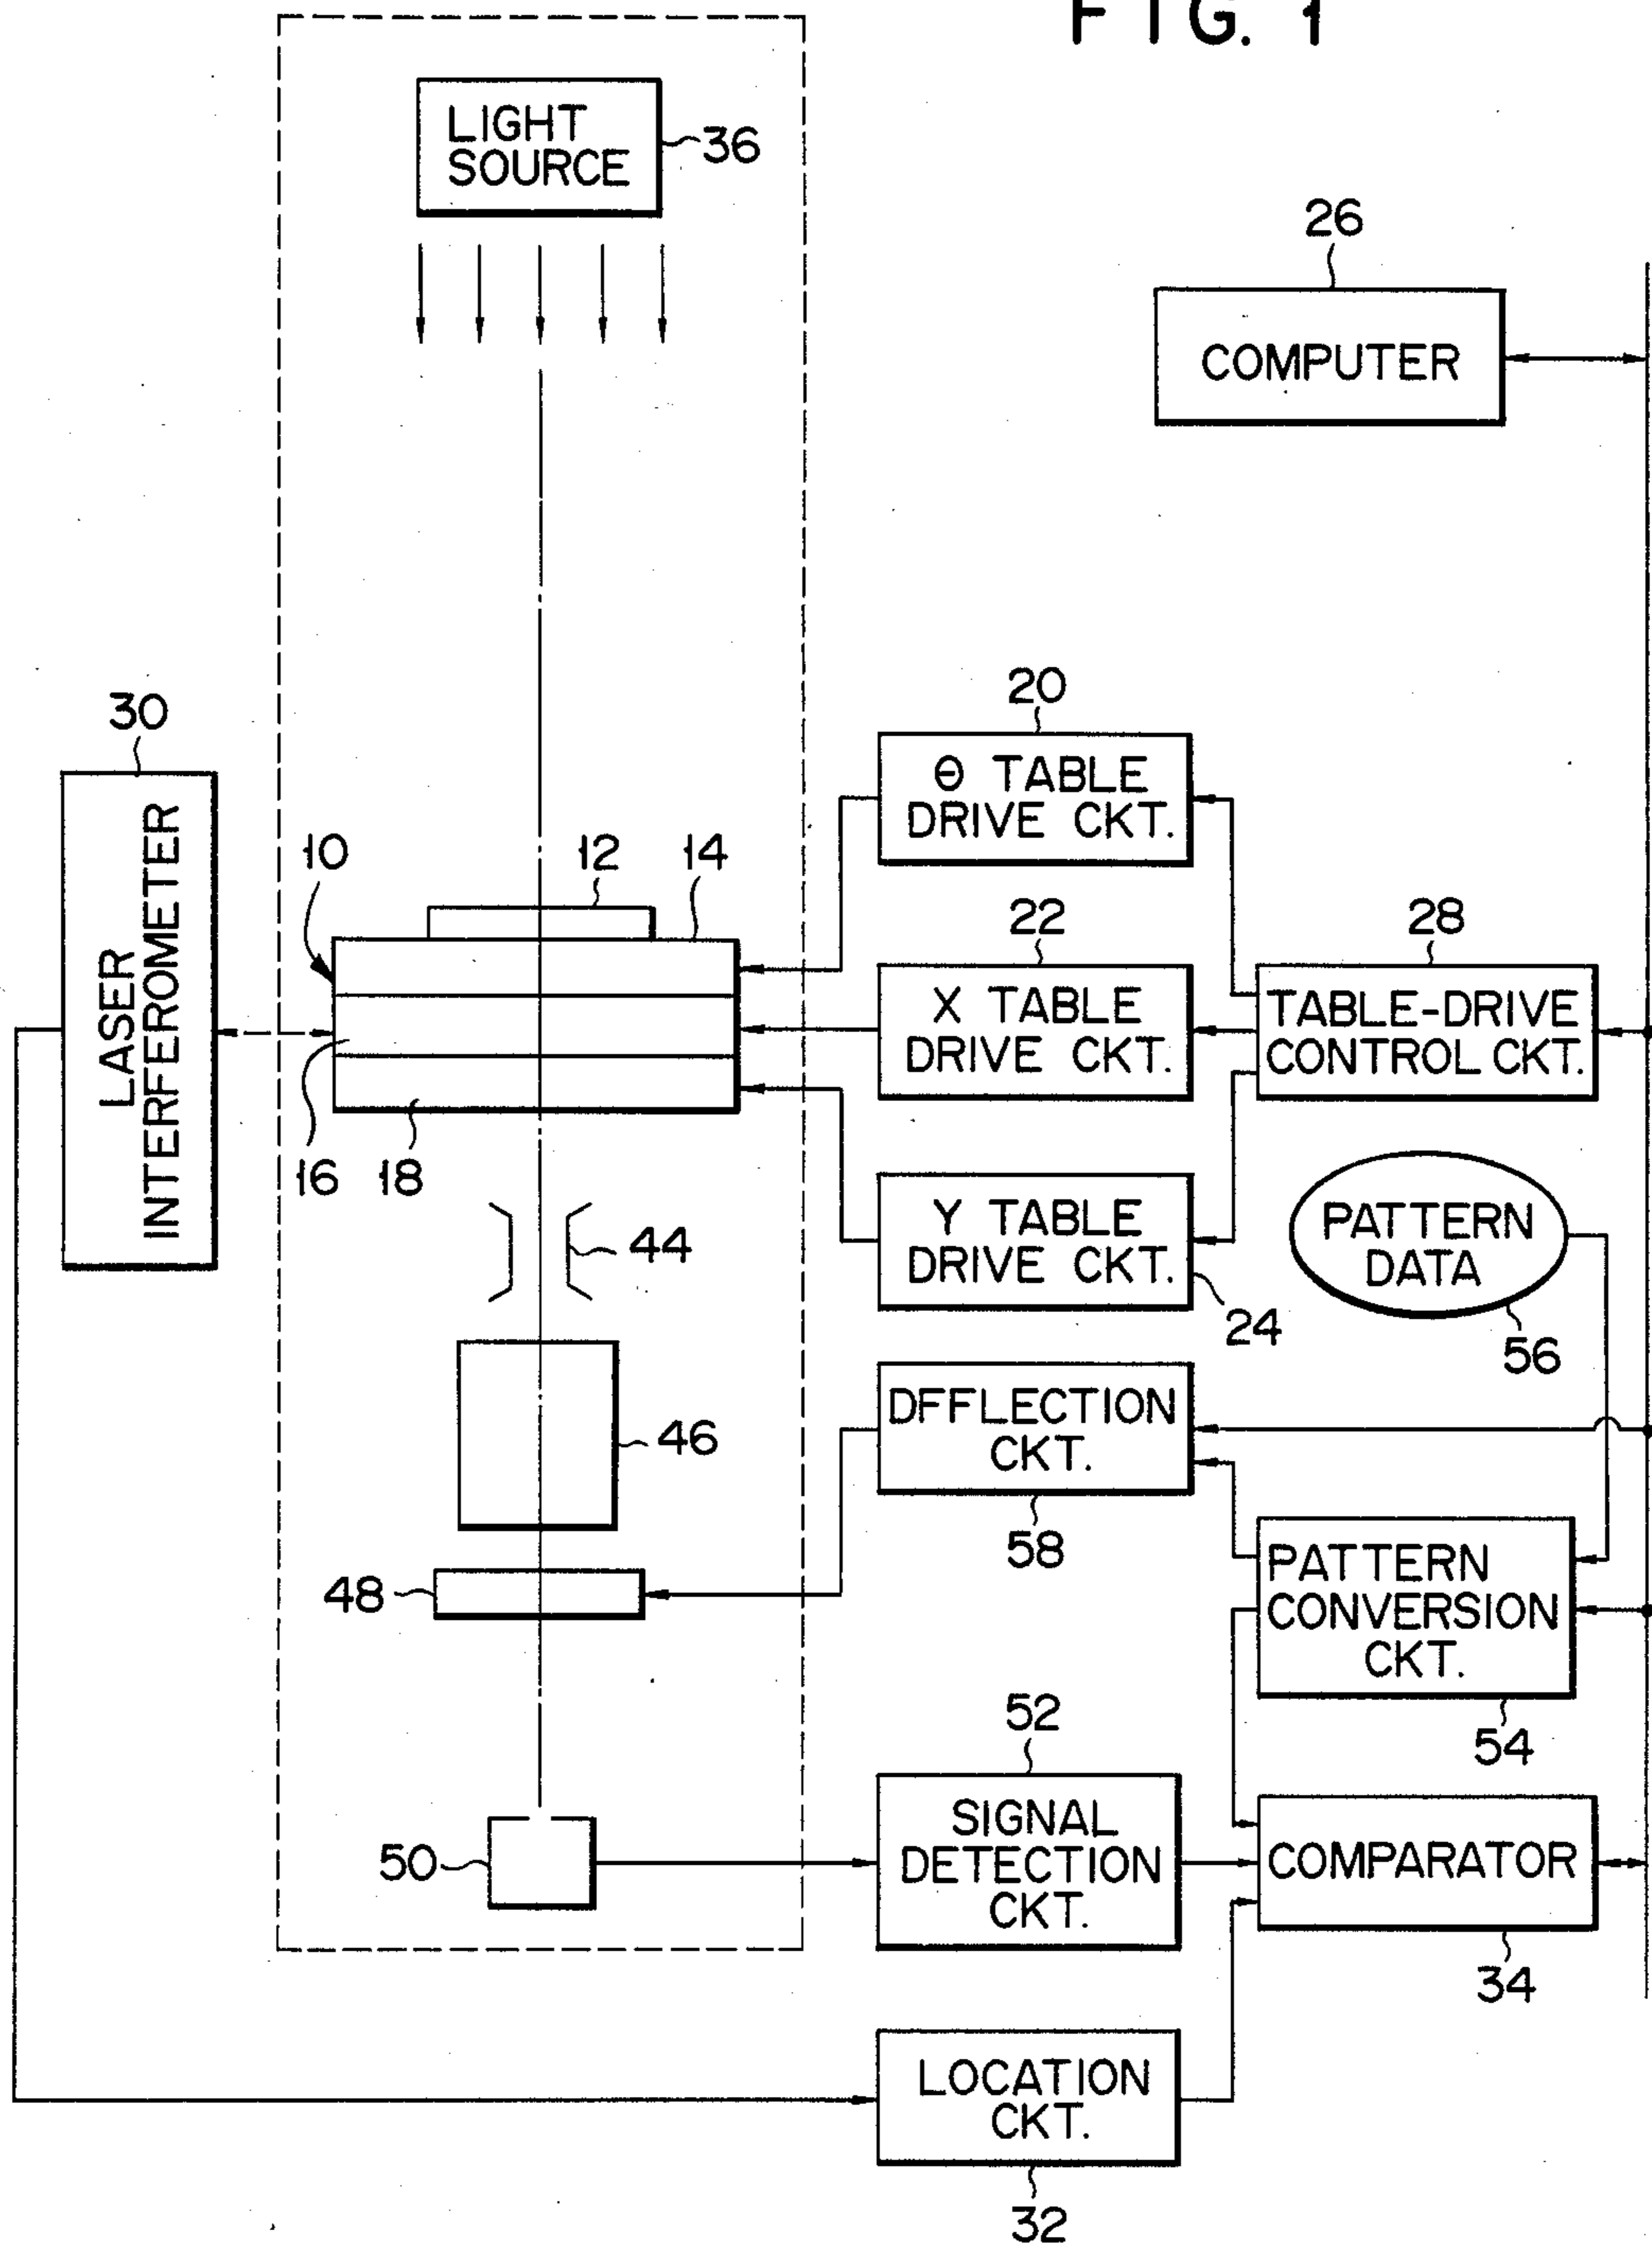 FIG. 1
LIGHT
SOURCE
36
26
COMPUTER
30
LASER
INTERFEROMETER
20
Θ TABLE
DRIVE CKT.
10
12
14
22
X TABLE
DRIVE CKT.
28
TABLE-DRIVE
CONTROL CKT.
16
18
44
Y TABLE
DRIVE CKT.
24
PATTERN
DATA
56
46
DFFLECTION
CKT.
58
48
PATTERN
CONVERSION
CKT.
54
52
SIGNAL
DETECTION
CKT.
50
COMPARATOR
34
LOCATION
CKT.
32